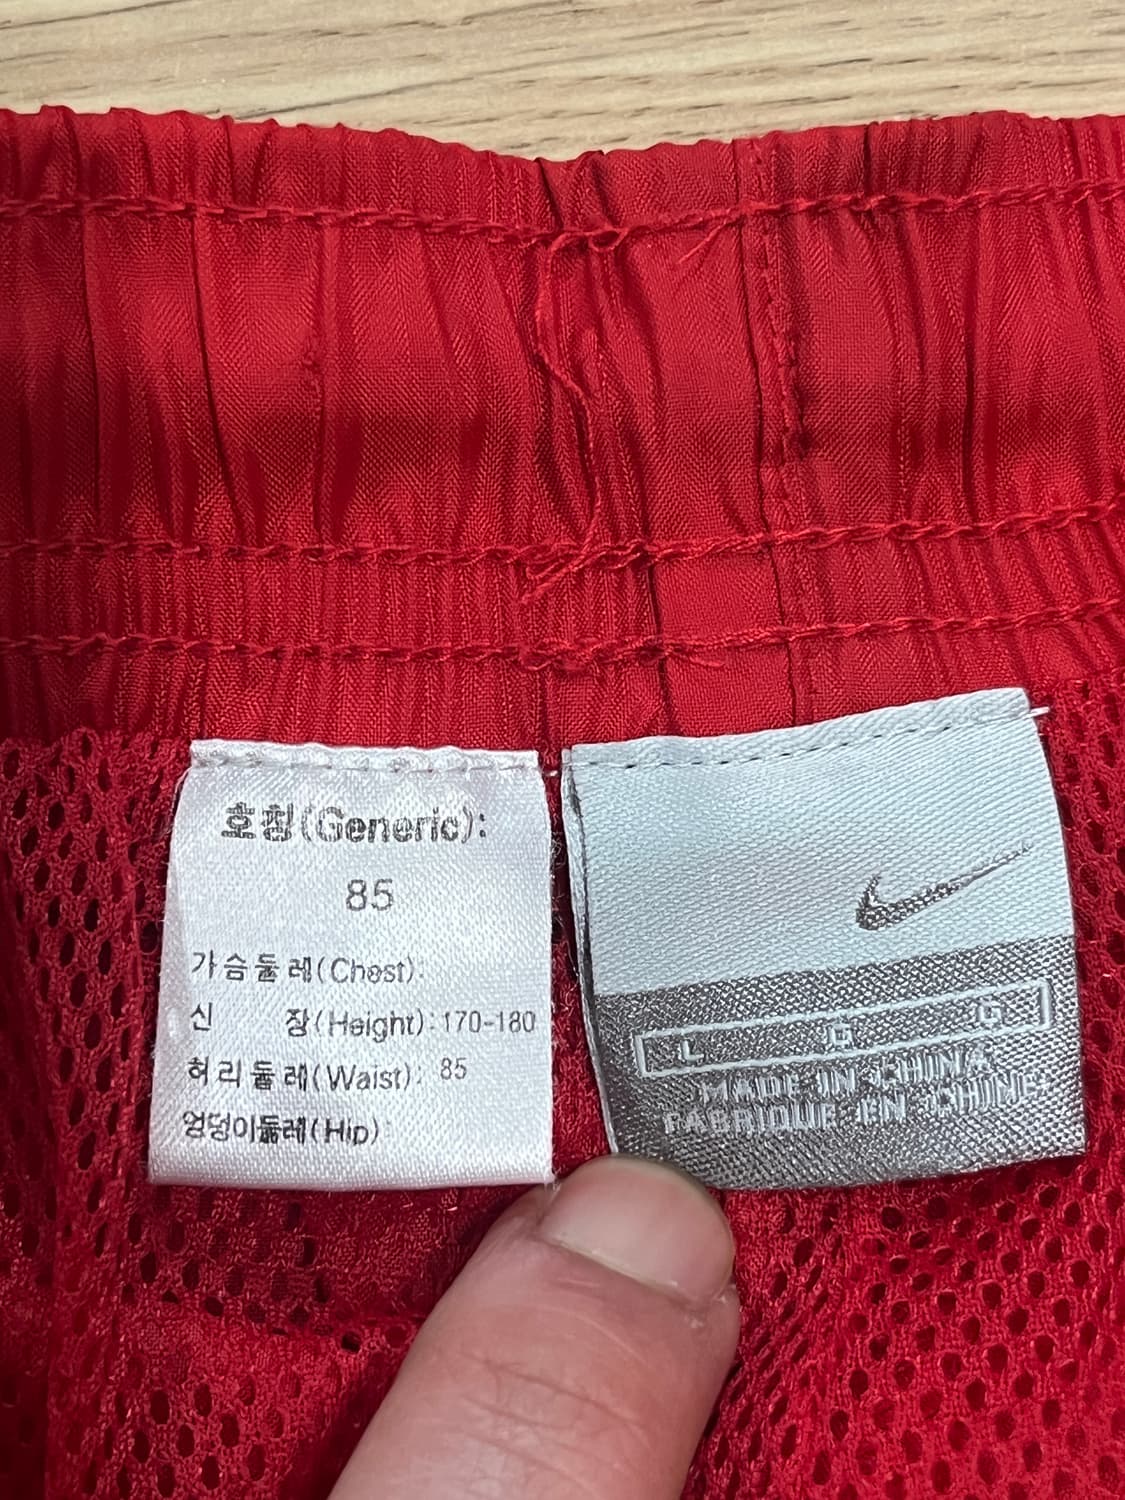 호칭(Generic):
85
가슴둘레(Chest):
신 장(Height): 170-180
허리둘레(Waist): 85
엉덩이둘레(Hip)
L G G
MADE IN CHINA
FABRIQUÉ EN CHINE